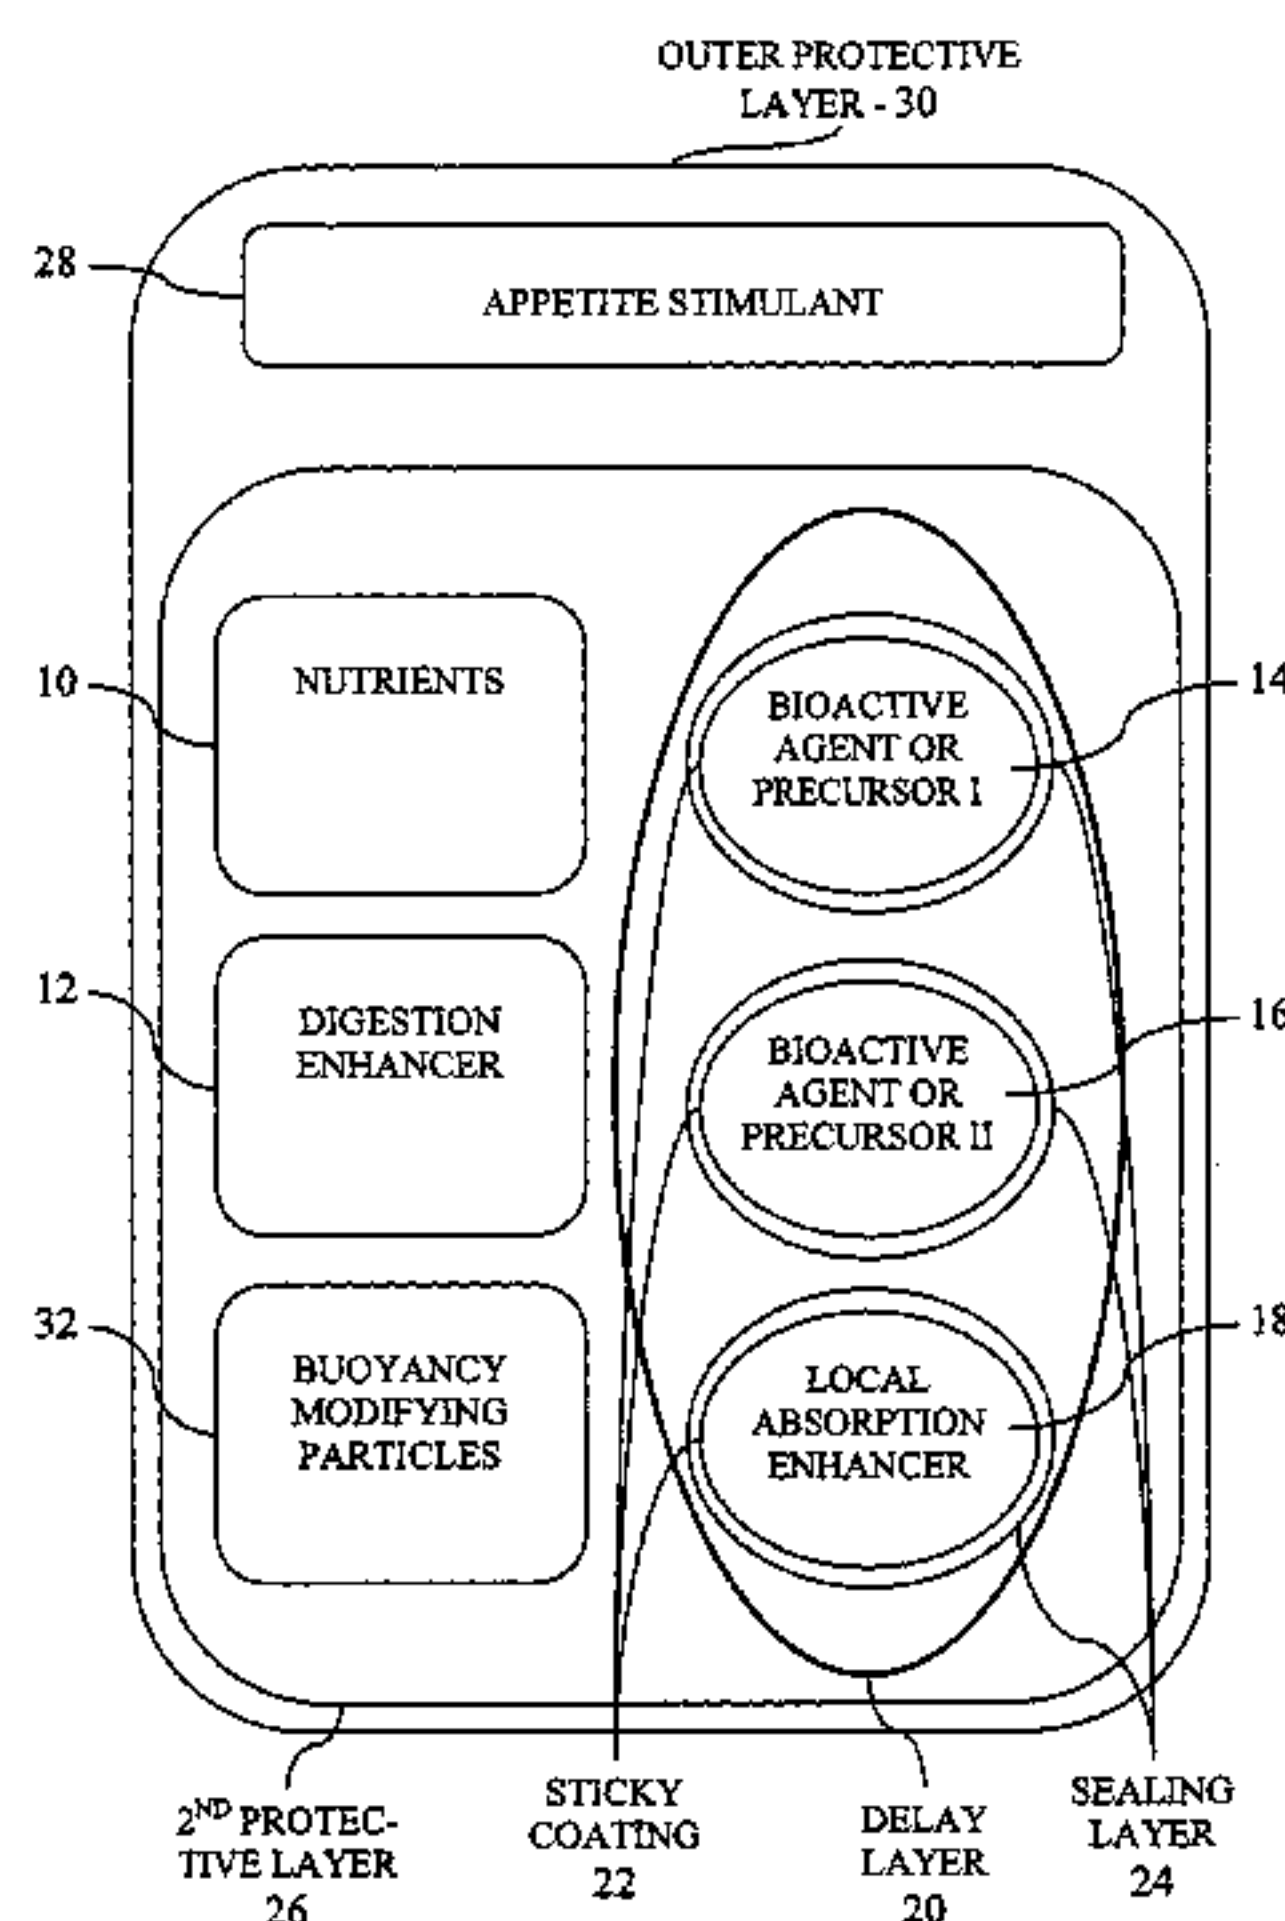 OUTER PROTECTIVE
LAYER - 30
28
APPETITE STIMULANT
10
NUTRIENTS
BIOACTIVE
AGENT OR
PRECURSOR I
14
12
DIGESTION
ENHANCER
BIOACTIVE
AGENT OR
PRECURSOR II
16
32
BUOYANCY
MODIFYING
PARTICLES
LOCAL
ABSORPTION
ENHANCER
18
2ND PROTEC-
TIVE LAYER
26
STICKY
COATING
22
DELAY
LAYER
20
SEALING
LAYER
24